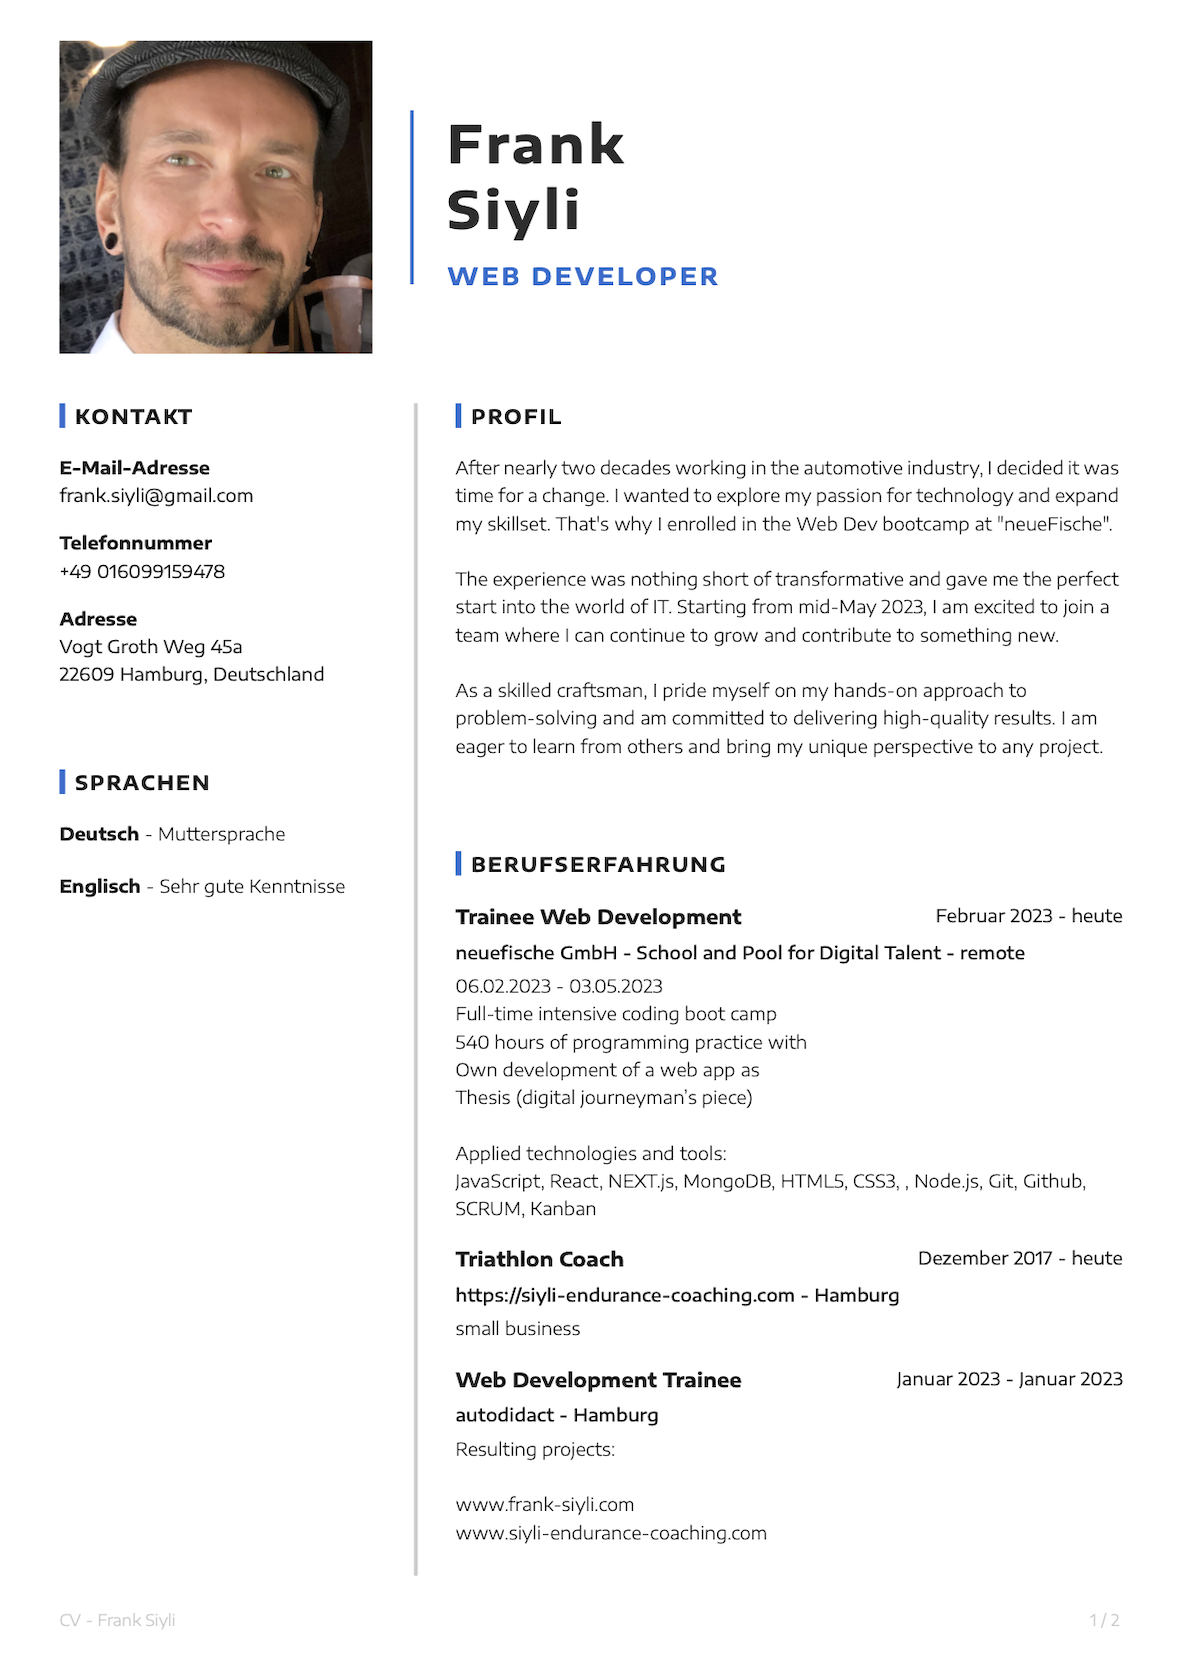 Frank
Siyli
WEB DEVELOPER
KONTAKT
E-Mail-Adresse
frank.siyli@gmail.com
Telefonnummer
+49 016099159478
Adresse
Vogt Groth Weg 45a
22609 Hamburg, Deutschland
SPRACHEN
Deutsch - Muttersprache
Englisch - Sehr gute Kenntnisse
PROFIL
After nearly two decades working in the automotive industry, I decided it was
time for a change. I wanted to explore my passion for technology and expand
my skillset. That's why I enrolled in the Web Dev bootcamp at "neueFische".
The experience was nothing short of transformative and gave me the perfect
start into the world of IT. Starting from mid-May 2023, I am excited to join a
team where I can continue to grow and contribute to something new.
As a skilled craftsman, I pride myself on my hands-on approach to
problem-solving and am committed to delivering high-quality results. I am
eager to learn from others and bring my unique perspective to any project.
BERUFSERFAHRUNG
Trainee Web Development Februar 2023 - heute
neuefische GmbH - School and Pool for Digital Talent - remote
06.02.2023 - 03.05.2023
Full-time intensive coding boot camp
540 hours of programming practice with
Own development of a web app as
Thesis (digital journeyman’s piece)
Applied technologies and tools:
JavaScript, React, NEXT.js, MongoDB, HTML5, CSS3, , Node.js, Git, Github,
SCRUM, Kanban
Triathlon Coach Dezember 2017 - heute
https://siyli-endurance-coaching.com - Hamburg
small business
Web Development Trainee Januar 2023 - Januar 2023
autodidact - Hamburg
Resulting projects:
www.frank-siyli.com
www.siyli-endurance-coaching.com
CV - Frank Siyli 1 / 2